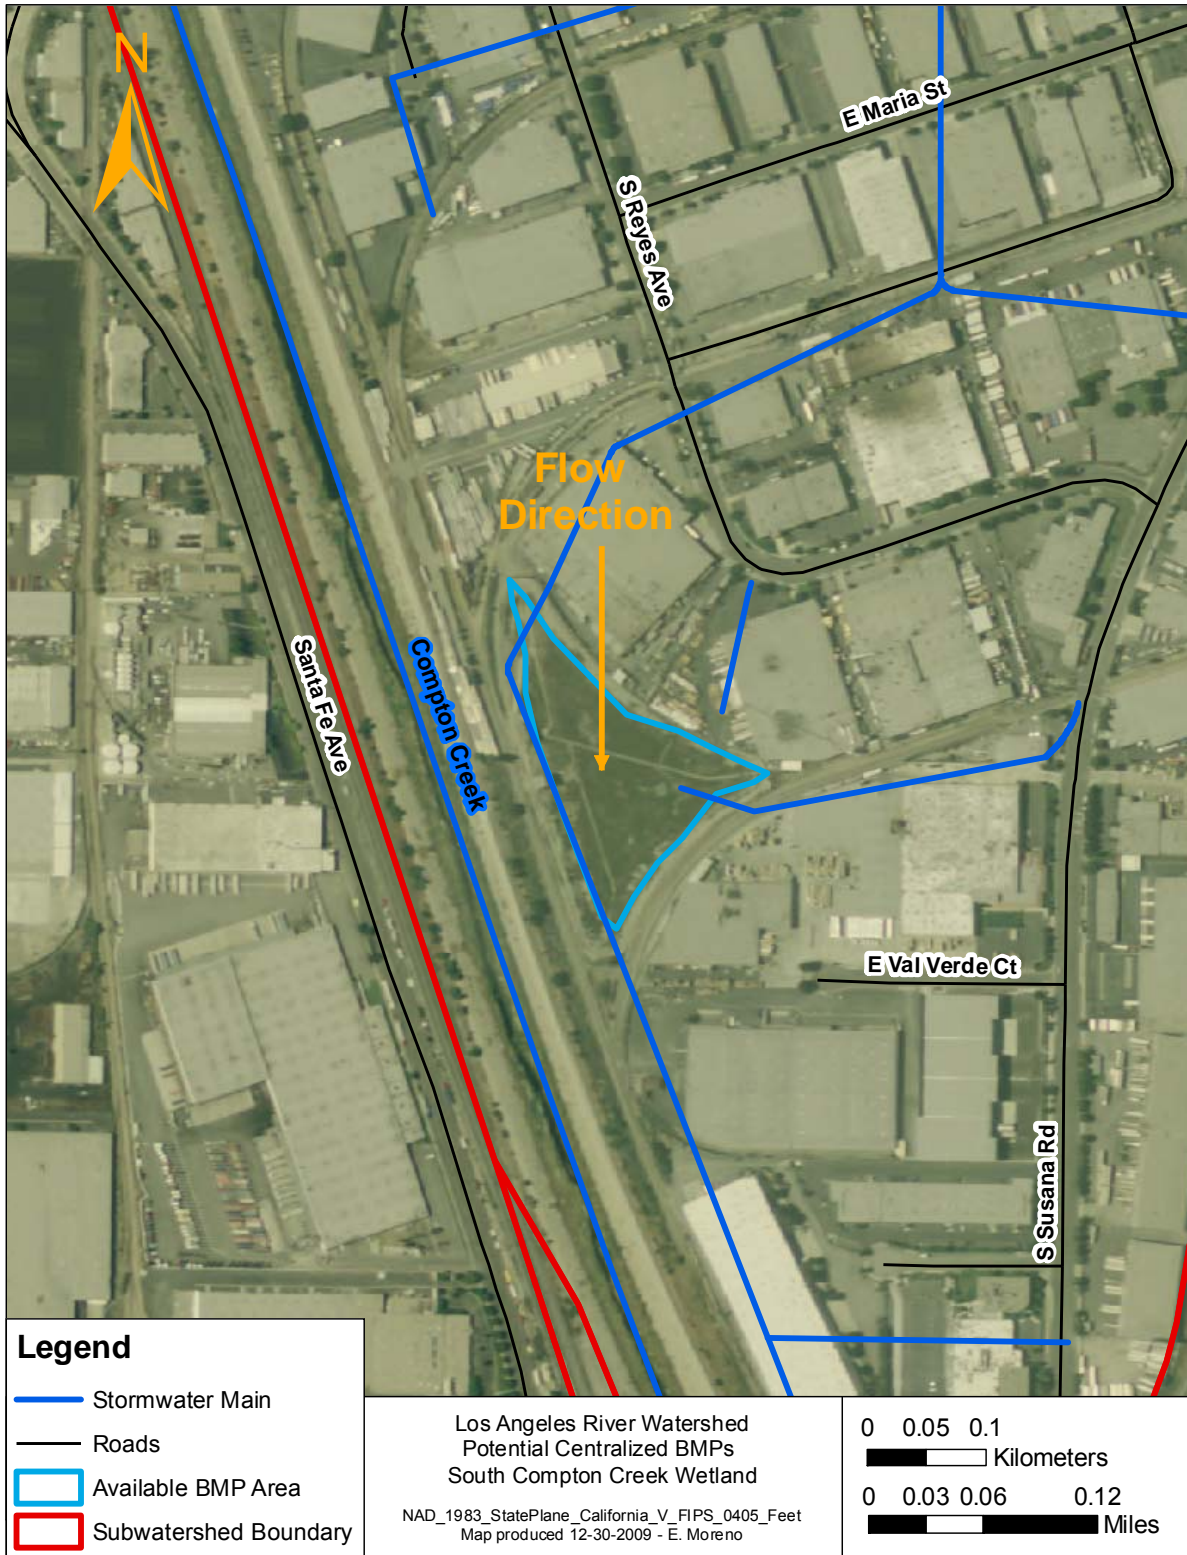 N
E Maria St
S Reyes Ave
Flow
Direction
Santa Fe Ave
Compton Creek
E Val Verde Ct
S Susana Rd
Legend
Stormwater Main
Roads
Available BMP Area
Subwatershed Boundary
Los Angeles River Watershed
Potential Centralized BMPs
South Compton Creek Wetland
NAD_1983_StatePlane_California_V_FIPS_0405_Feet
Map produced 12-30-2009 - E. Moreno
0 0.05 0.1
Kilometers
0 0.03 0.06 0.12
Miles